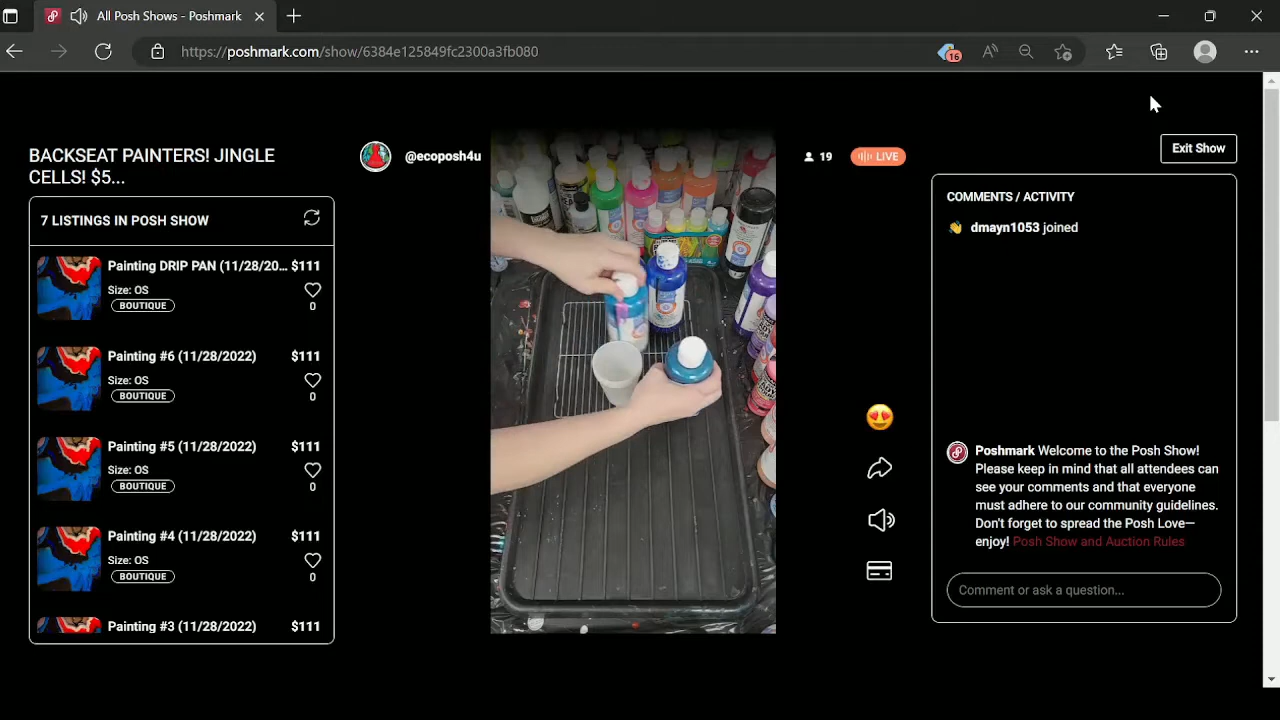 All Posh Shows - Poshmark
https://poshmark.com/show/6384e125849fc2300a3fb080
16
BACKSEAT PAINTERS! JINGLE
CELLS! $5...
7 LISTINGS IN POSH SHOW
Painting DRIP PAN (11/28/20... $111
Size: OS
BOUTIQUE
0
Painting #6 (11/28/2022) $111
Size: OS
BOUTIQUE
0
Painting #5 (11/28/2022) $111
Size: OS
BOUTIQUE
0
Painting #4 (11/28/2022) $111
Size: OS
BOUTIQUE
0
Painting #3 (11/28/2022) $111
@ecoposh4u
19 LIVE
Exit Show
COMMENTS / ACTIVITY
dmayn1053 joined
Poshmark Welcome to the Posh Show!
Please keep in mind that all attendees can
see your comments and that everyone
must adhere to our community guidelines.
Don't forget to spread the Posh Love—
enjoy! Posh Show and Auction Rules
Comment or ask a question...